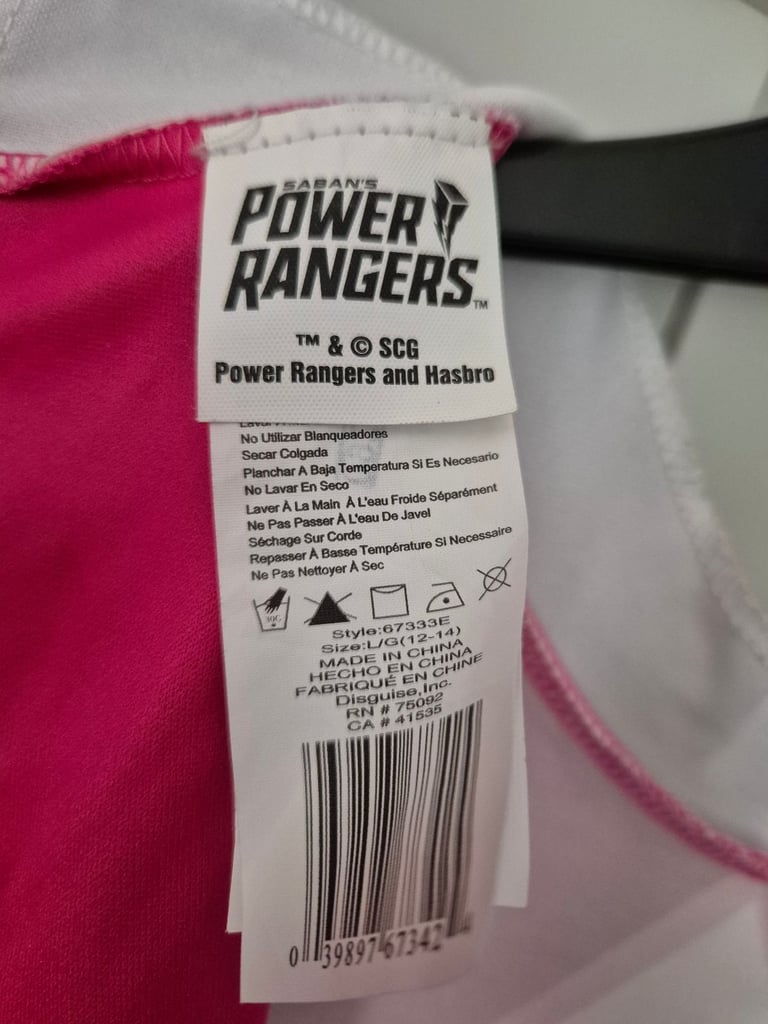 SABAN'S
POWER
RANGERS™
™ & © SCG
Power Rangers and Hasbro
No Utilizar Blanqueadores
Secar Colgada
Planchar A Baja Temperatura Si Es Necesario
No Lavar En Seco
Laver À La Main À L'eau Froide Séparément
Ne Pas Passer À L'eau De Javel
Séchage Sur Corde
Repasser À Basse Température Si Necessaire
Ne Pas Nettoyer À Sec
30C
Style:67333E
Size:L/G(12-14)
MADE IN CHINA
HECHO EN CHINA
FABRIQUÉ EN CHINE
Disguise,Inc.
RN # 75092
CA # 41535
0 39897 67342 4